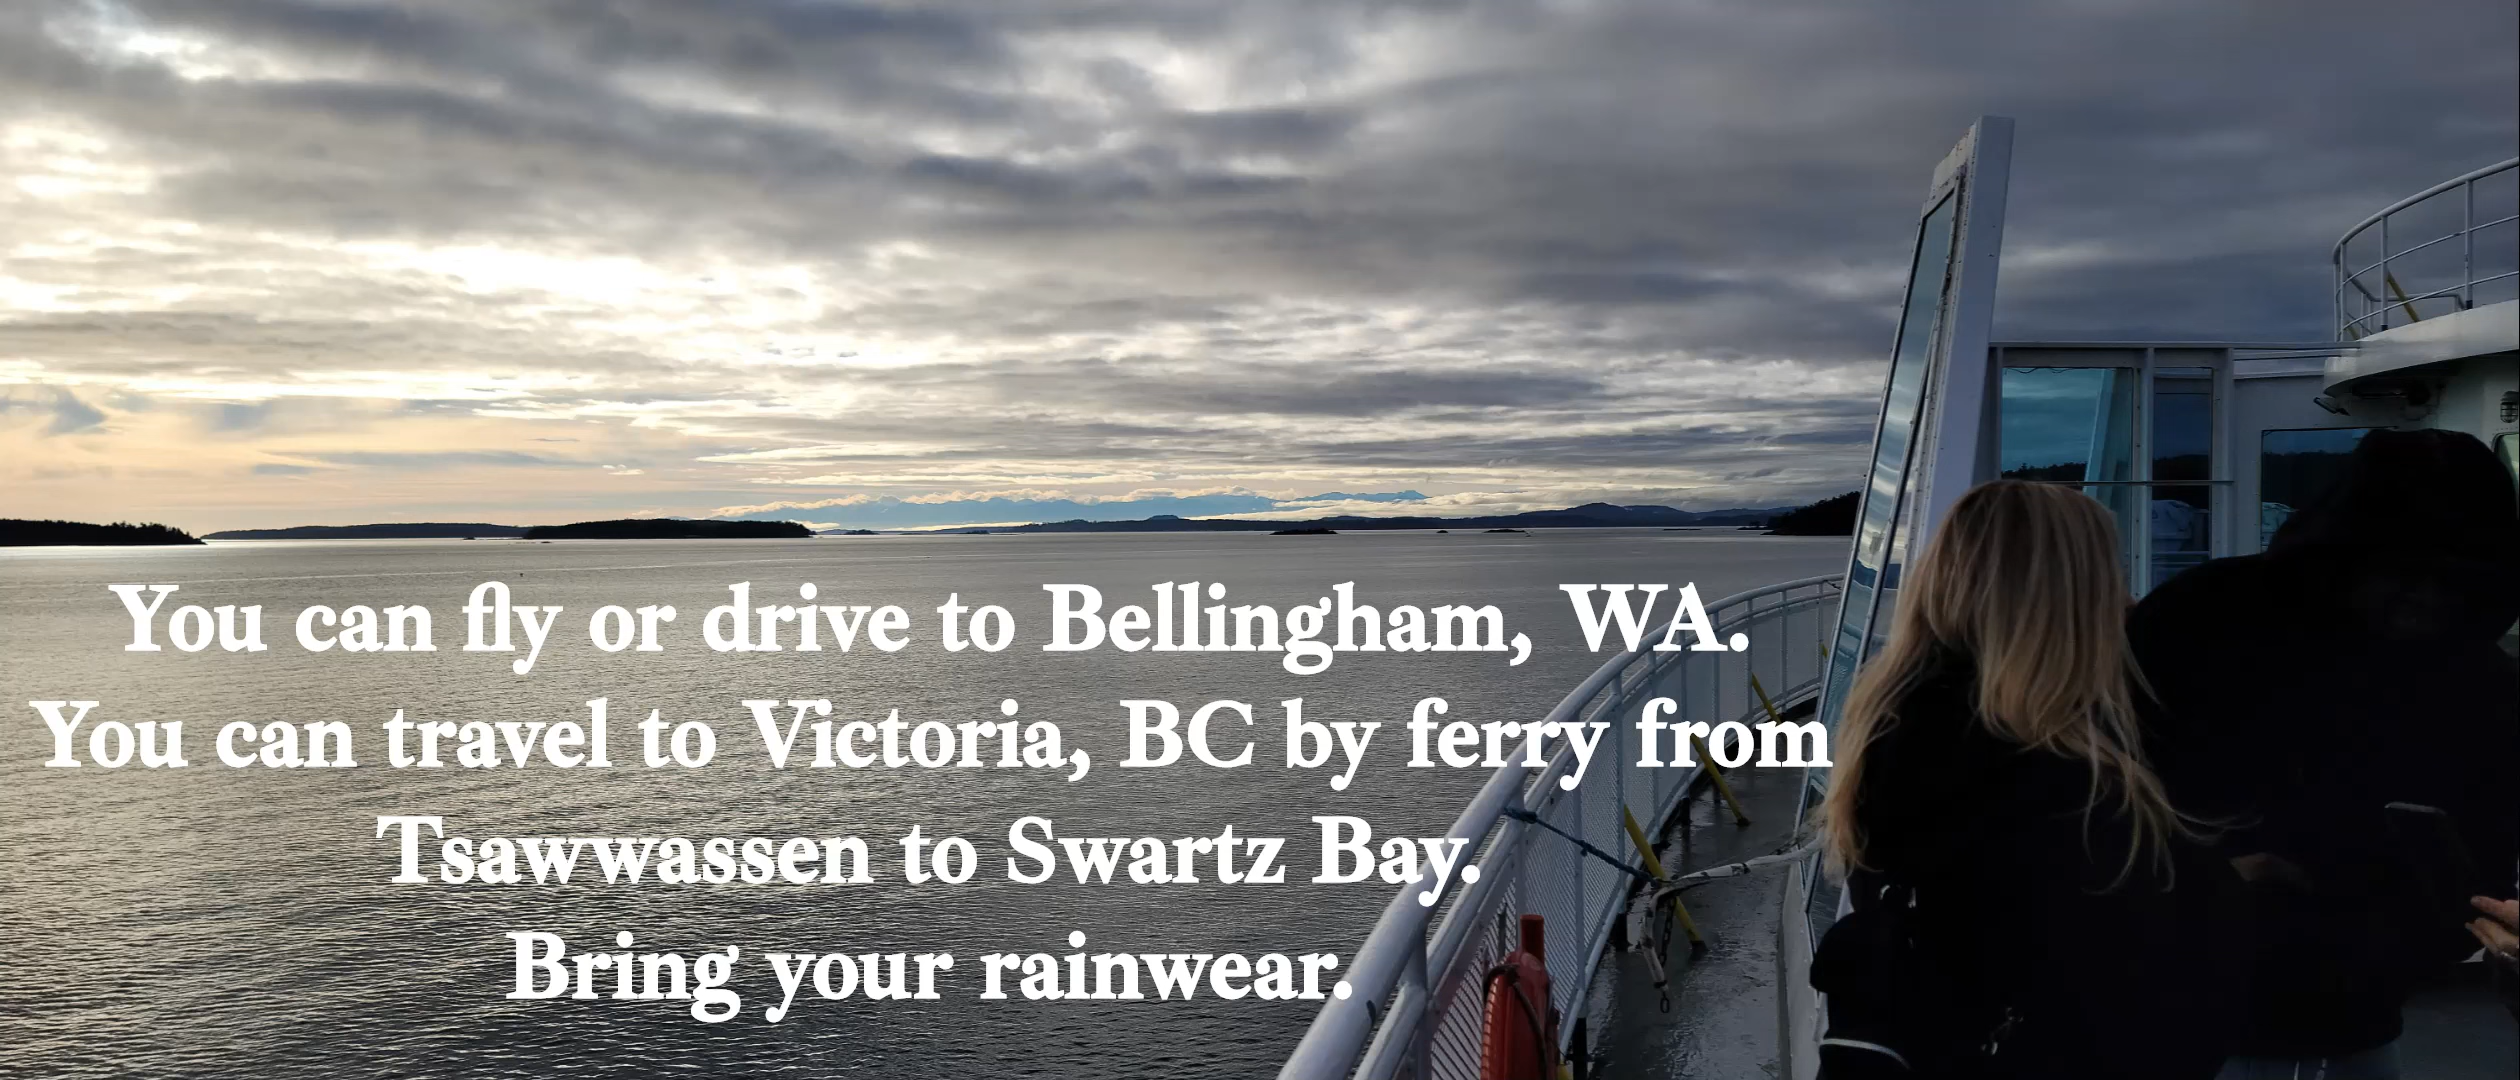 You can fly or drive to Bellingham, WA.
You can travel to Victoria, BC by ferry from
Tsawwassen to Swartz Bay.
Bring your rainwear.